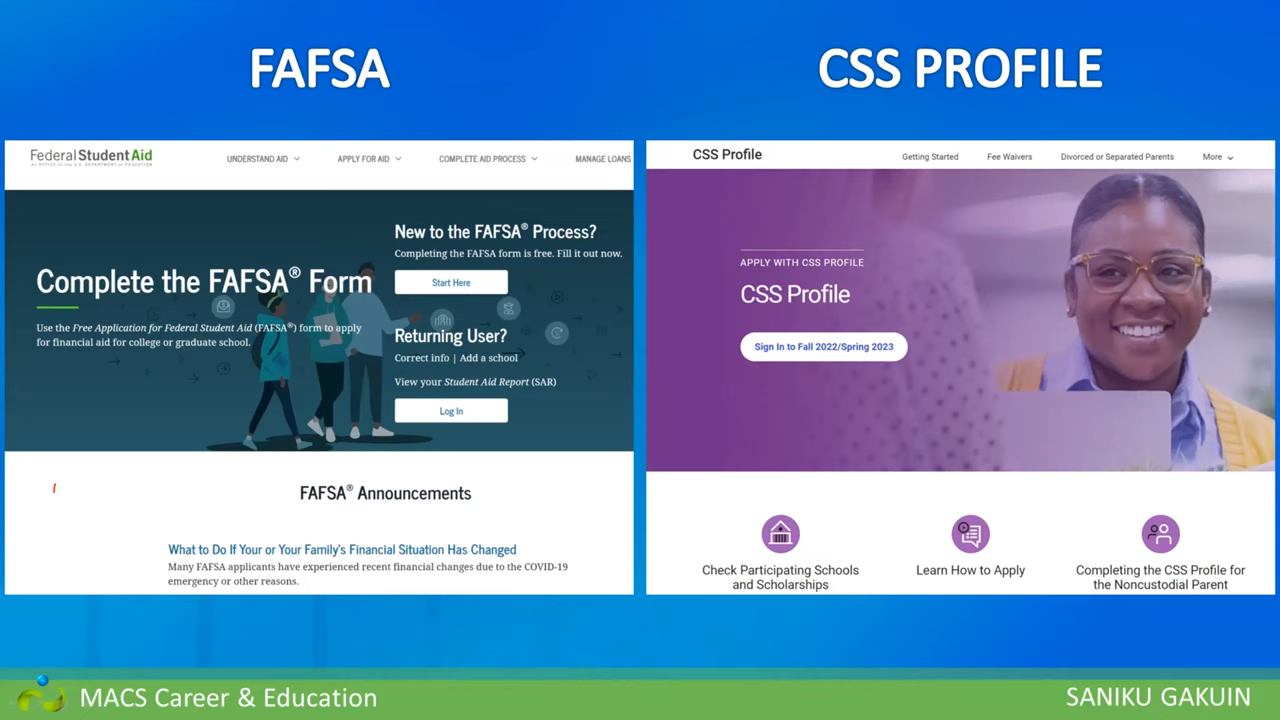 FAFSA
CSS PROFILE
Federal Student Aid
AN OFFICE of the U.S. DEPARTMENT of EDUCATION
UNDERSTAND AID
APPLY FOR AID
COMPLETE AID PROCESS
MANAGE LOANS
Complete the FAFSA® Form
Use the Free Application for Federal Student Aid (FAFSA®) form to apply
for financial aid for college or graduate school.
New to the FAFSA® Process?
Completing the FAFSA form is free. Fill it out now.
Start Here
Returning User?
Correct info | Add a school
View your Student Aid Report (SAR)
Log In
FAFSA® Announcements
What to Do If Your or Your Family's Financial Situation Has Changed
Many FAFSA applicants have experienced recent financial changes due to the COVID-19
emergency or other reasons.
CSS Profile
Getting Started
Fee Waivers
Divorced or Separated Parents
More
APPLY WITH CSS PROFILE
CSS Profile
Sign In to Fall 2022/Spring 2023
Check Participating Schools
and Scholarships
Learn How to Apply
Completing the CSS Profile for
the Noncustodial Parent
MACS Career & Education
SANIKU GAKUIN